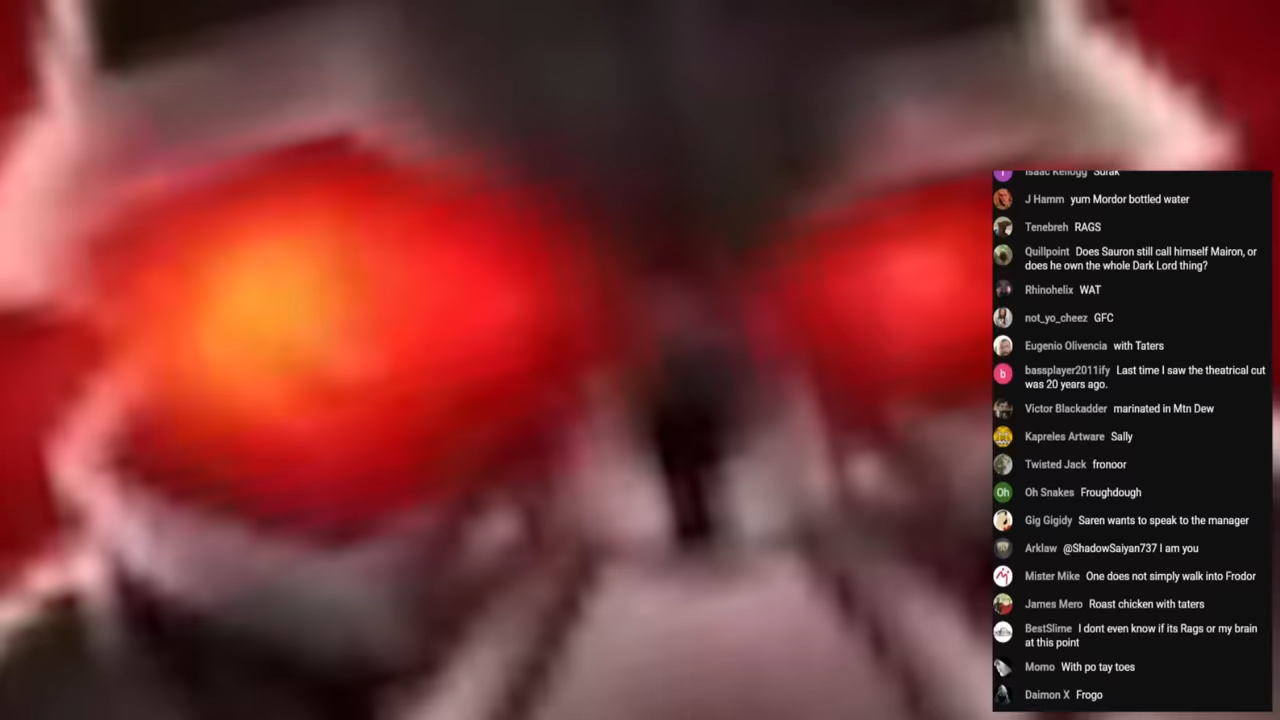 Isaac Kellogg Surak
J Hamm yum Mordor bottled water
Tenebreh RAGS
Quillpoint Does Sauron still call himself Mairon, or
does he own the whole Dark Lord thing?
Rhinohelix WAT
not_yo_cheez GFC
Eugenio Olivencia with Taters
b
bassplayer2011ify Last time I saw the theatrical cut
was 20 years ago.
Victor Blackadder marinated in Mtn Dew
Kapreles Artware Sally
Twisted Jack fronoor
Oh Oh Snakes Froughdough
Gig Gigidy Saren wants to speak to the manager
Arklaw @ShadowSaiyan737 I am you
Mister Mike One does not simply walk into Frodor
James Mero Roast chicken with taters
BestSlime I dont even know if its Rags or my brain
at this point
Momo With po tay toes
Daimon X Frogo